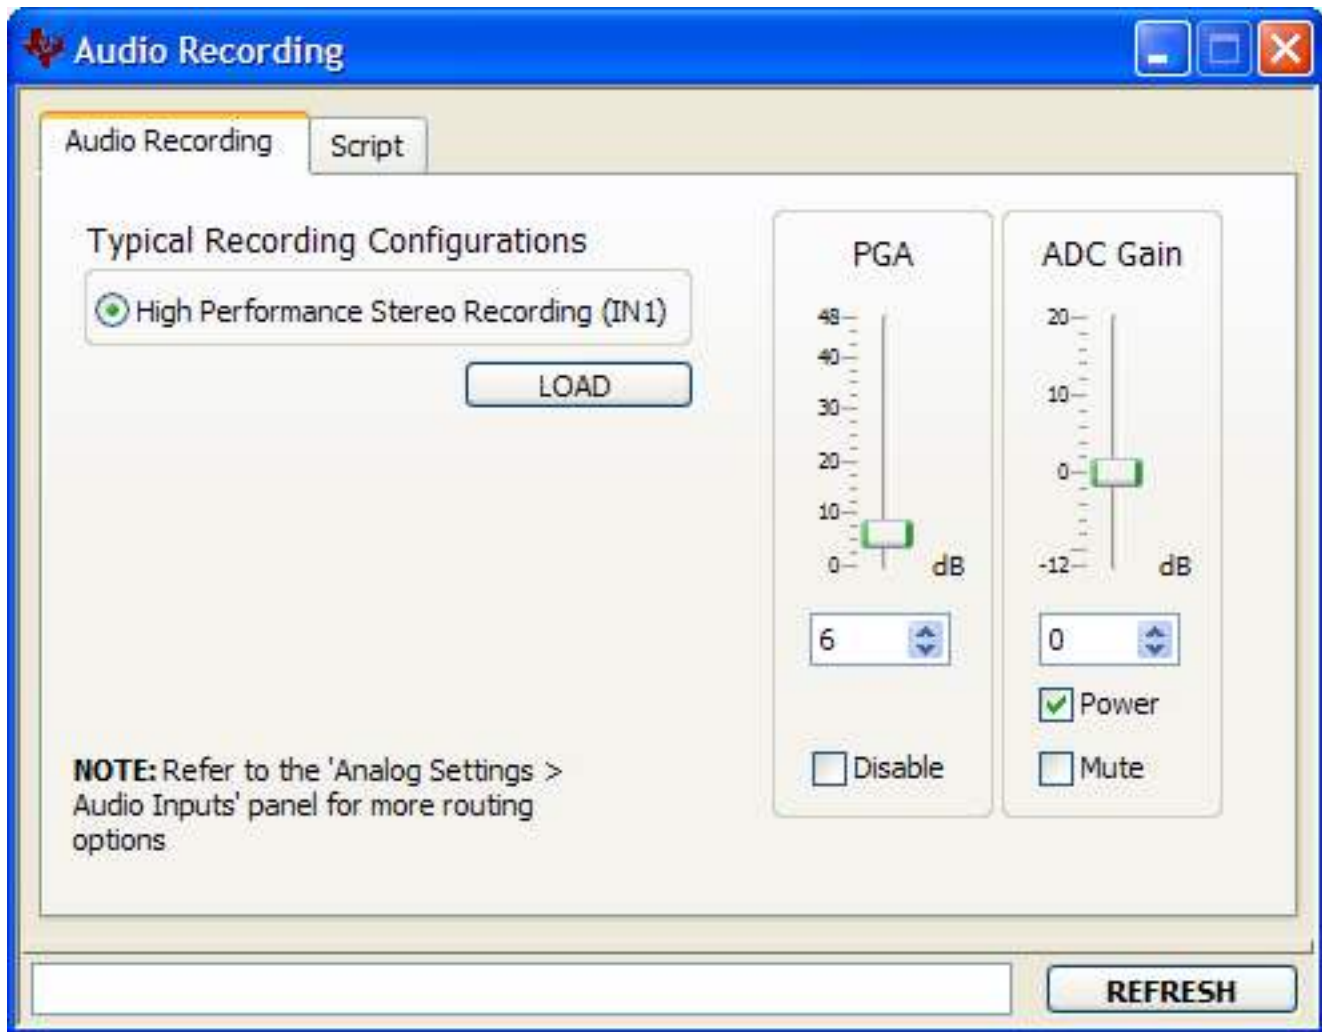 Audio Recording
Audio Recording
Script
Typical Recording Configurations
High Performance Stereo Recording (IN1)
LOAD
NOTE: Refer to the 'Analog Settings >
Audio Inputs' panel for more routing
options
PGA
48
40
30
20
10
0
dB
6
Disable
ADC Gain
20
10
0
-12
dB
0
Power
Mute
REFRESH